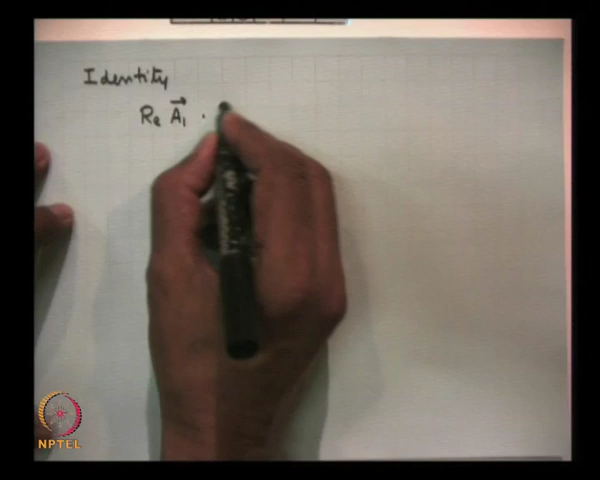 Identity
Re A⃗₁ ·
NPTEL